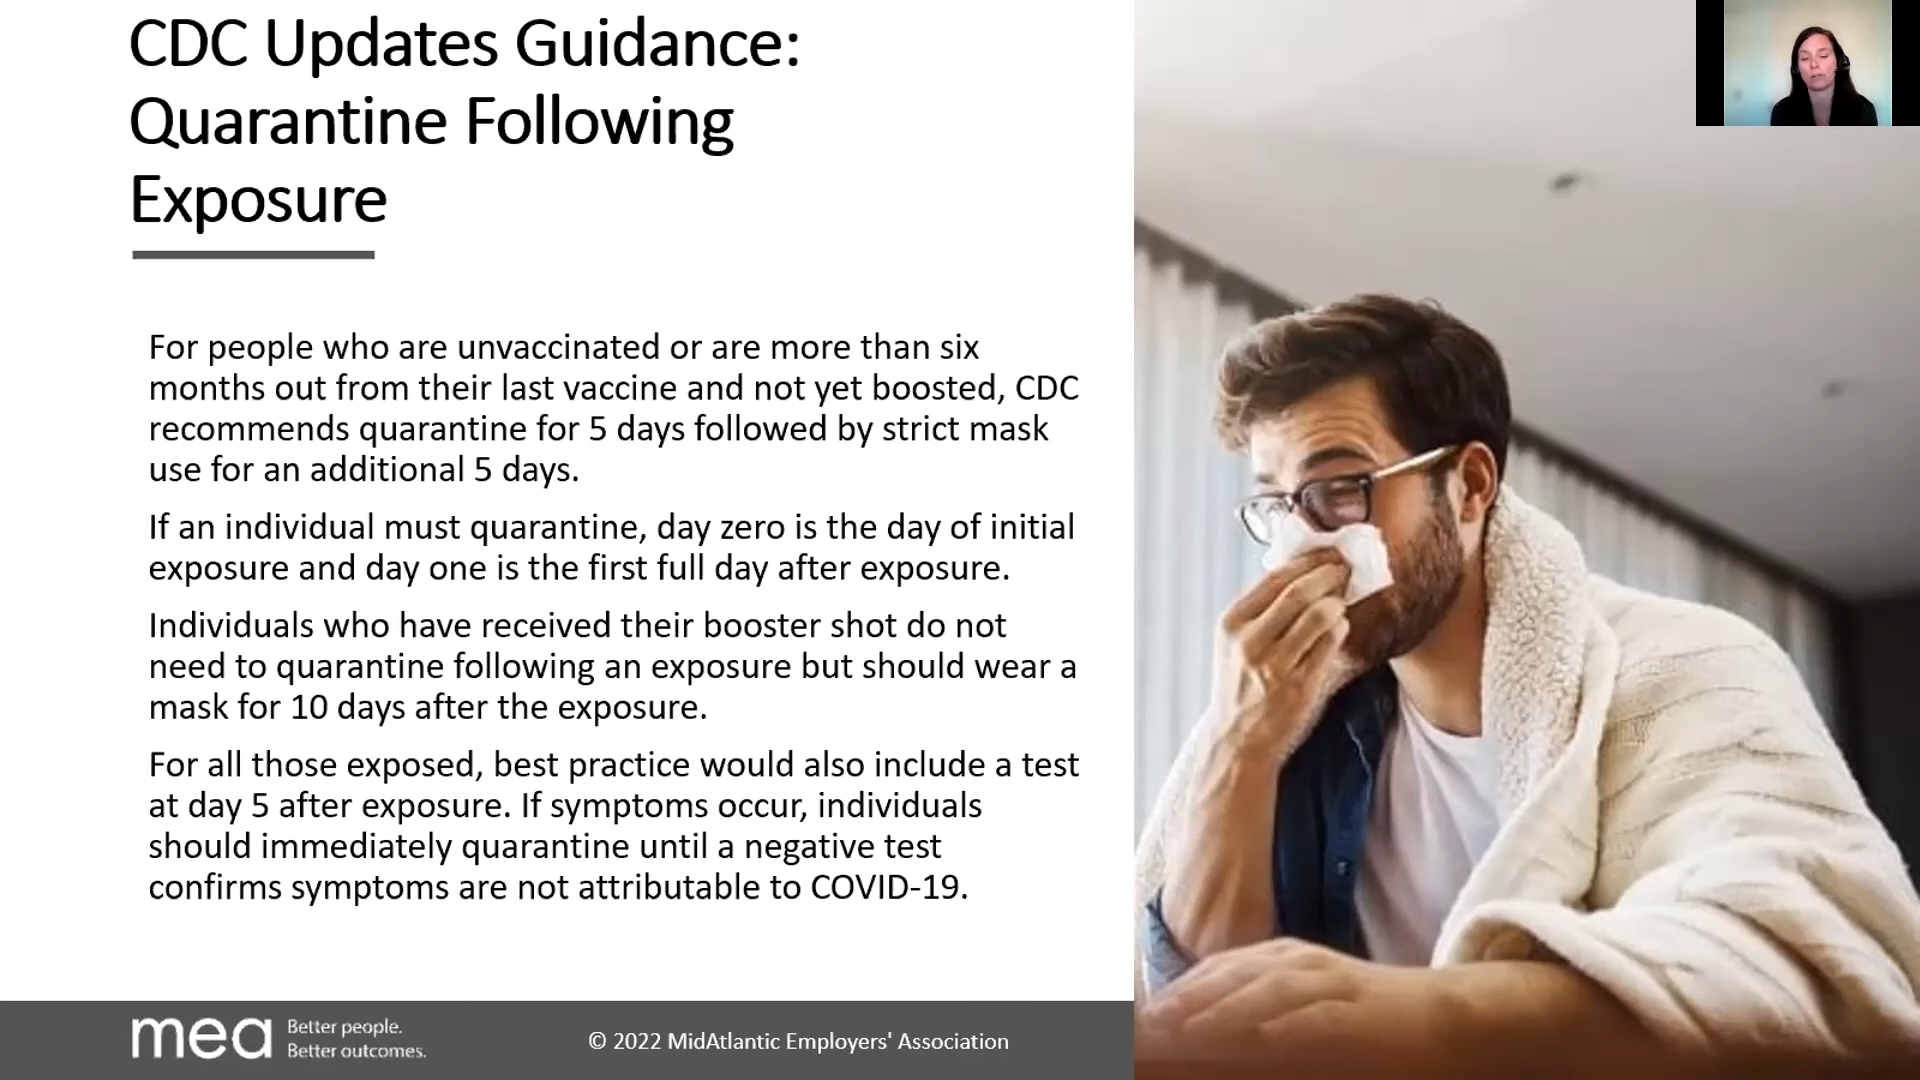 CDC Updates Guidance:
Quarantine Following
Exposure
For people who are unvaccinated or are more than six
months out from their last vaccine and not yet boosted, CDC
recommends quarantine for 5 days followed by strict mask
use for an additional 5 days.
If an individual must quarantine, day zero is the day of initial
exposure and day one is the first full day after exposure.
Individuals who have received their booster shot do not
need to quarantine following an exposure but should wear a
mask for 10 days after the exposure.
For all those exposed, best practice would also include a test
at day 5 after exposure. If symptoms occur, individuals
should immediately quarantine until a negative test
confirms symptoms are not attributable to COVID-19.
mea
Better people.
Better outcomes.
© 2022 MidAtlantic Employers' Association